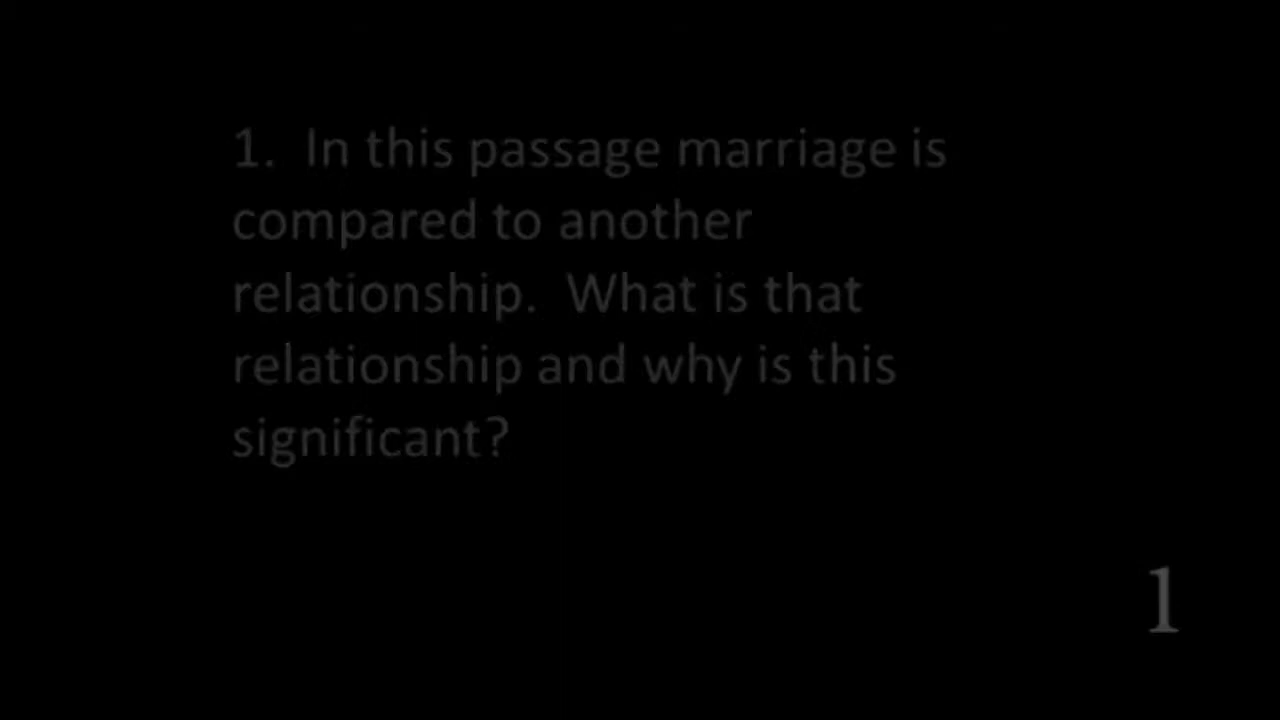 1.  In this passage marriage is
compared to another
relationship.  What is that
relationship and why is this
significant?
1